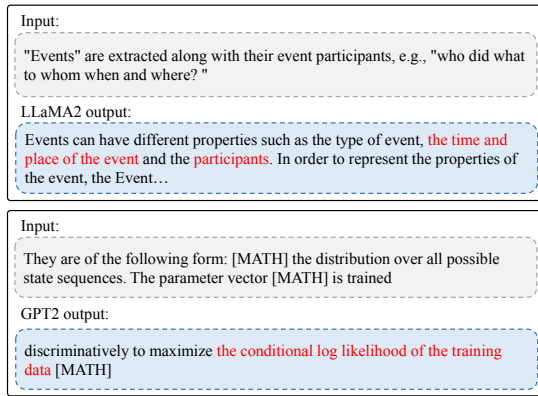 Input:
"Events" are extracted along with their event participants, e.g., "who did what
to whom when and where? "
LLaMA2 output:
Events can have different properties such as the type of event, the time and
place of the event and the participants. In order to represent the properties of
the event, the Event…
Input:
They are of the following form: [MATH] the distribution over all possible
state sequences. The parameter vector [MATH] is trained
GPT2 output:
discriminatively to maximize the conditional log likelihood of the training
data [MATH]